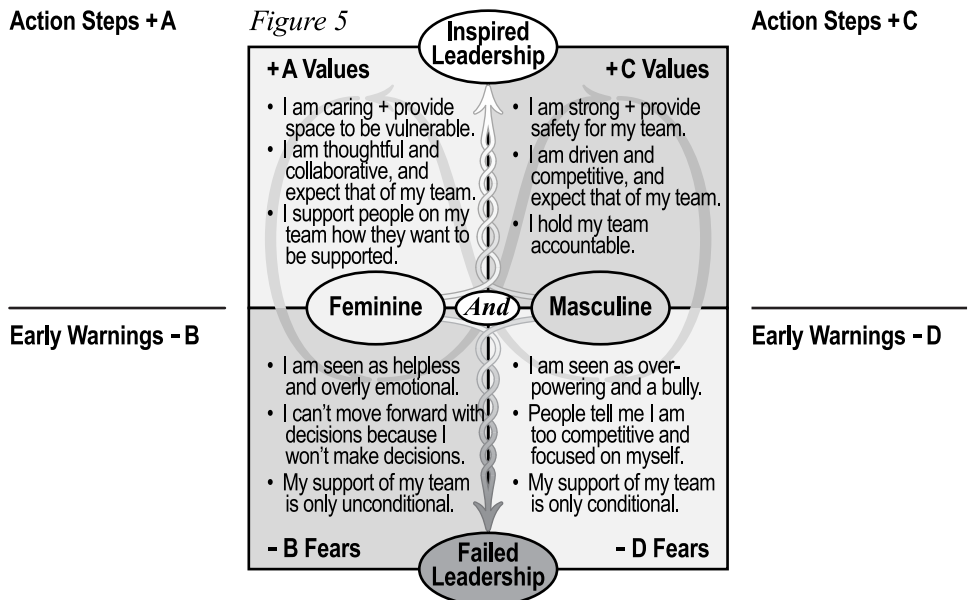 Action Steps + A
Figure 5
Inspired
Leadership
Action Steps + C
+ A Values
• I am caring + provide
space to be vulnerable.
• I am thoughtful and
collaborative, and
expect that of my team.
• I support people on my
team how they want to
be supported.
+ C Values
• I am strong + provide
safety for my team.
• I am driven and
competitive, and
expect that of my team.
• I hold my team
accountable.
Feminine
And
Masculine
Early Warnings – B
• I am seen as helpless
and overly emotional.
• I can't move forward with
decisions because I
won't make decisions.
• My support of my team
is only unconditional.
– B Fears
Early Warnings – D
• I am seen as over-
powering and a bully.
• People tell me I am
too competitive and
focused on myself.
• My support of my team
is only conditional.
– D Fears
Failed
Leadership